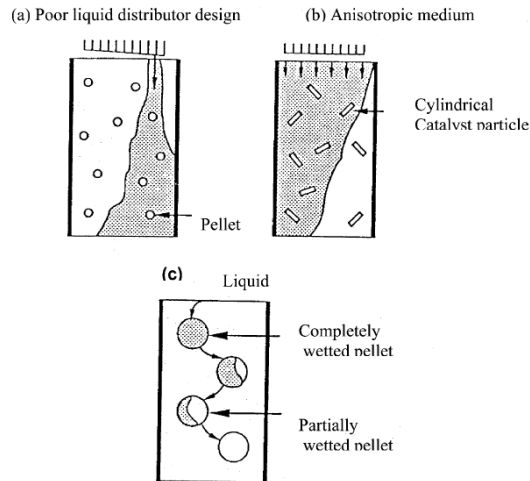 (a) Poor liquid distributor design
(b) Anisotropic medium
Cylindrical
Catalyst particle
Pellet
(c)
Liquid
Completely
wetted pellet
Partially
wetted pellet